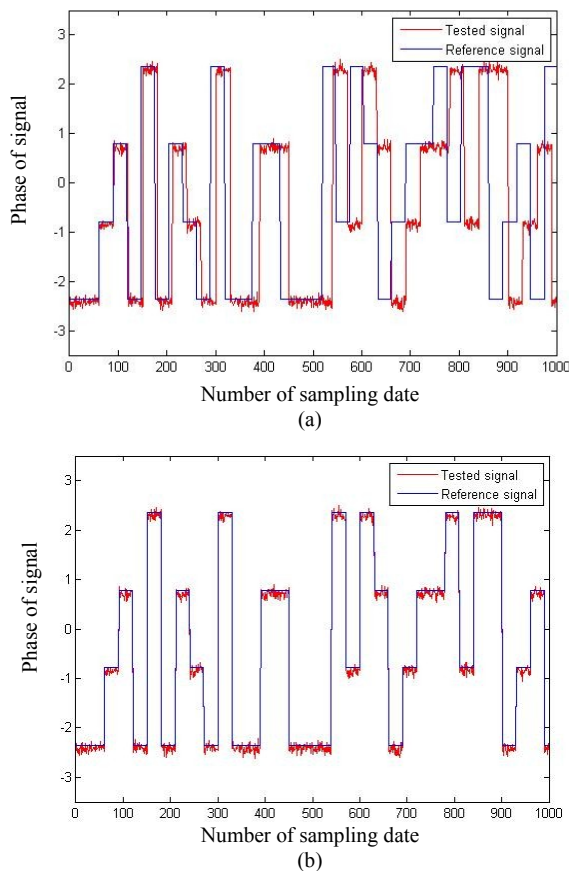 3
2
1
0
-1
-2
-3
Phase of signal
Tested signal
Reference signal
0 100 200 300 400 500 600 700 800 900 1000
Number of sampling date
(a)
3
2
1
0
-1
-2
-3
Phase of signal
Tested signal
Reference signal
0 100 200 300 400 500 600 700 800 900 1000
Number of sampling date
(b)